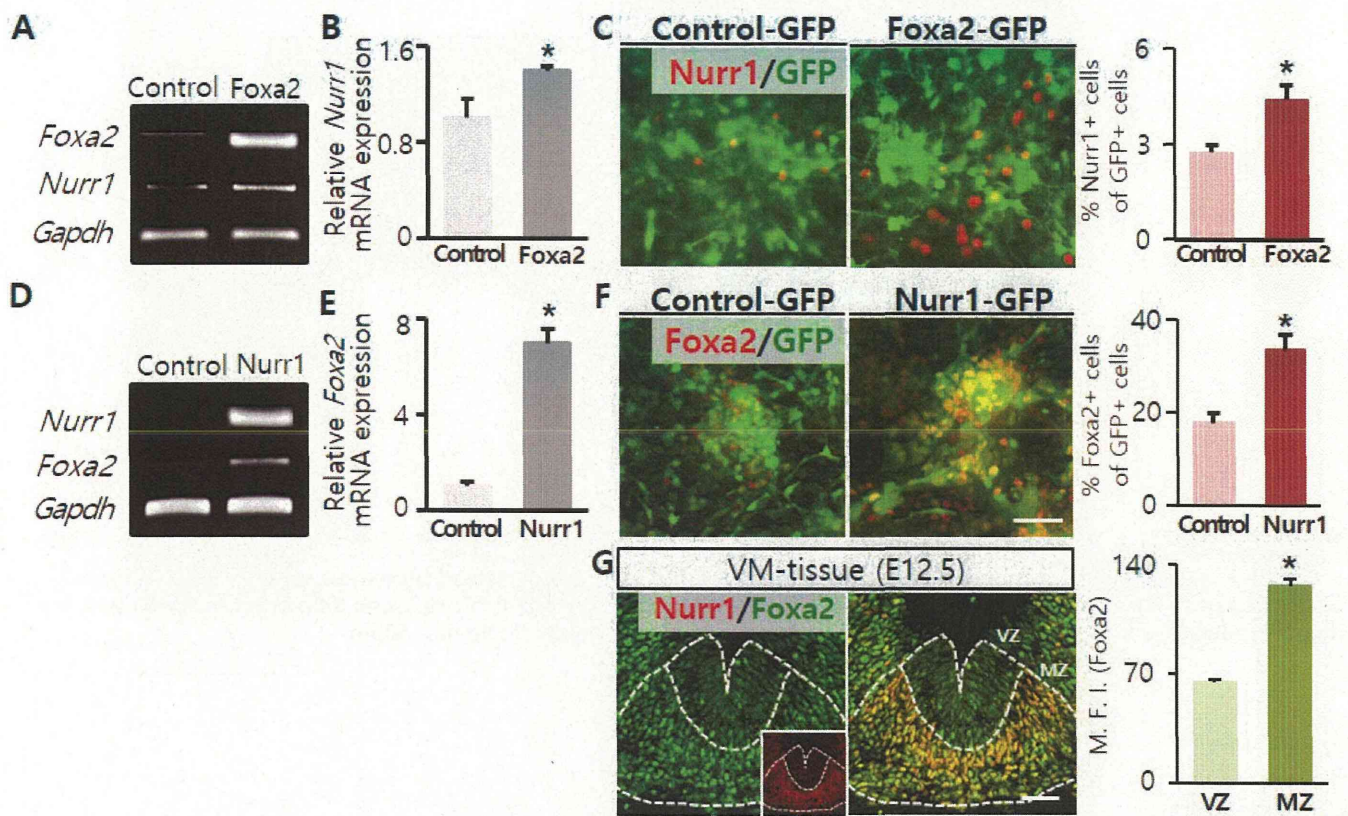 A
Control Foxa2
Foxa2
Nurr1
Gapdh
B
Relative Nurr1
mRNA expression
1.6
0.8
0
*
Control Foxa2
C
Control-GFP
Foxa2-GFP
Nurr1/GFP
% Nurr1 + cells
of GFP+ cells
6
3
0
*
Control Foxa2
D
Control Nurr1
Nurr1
Foxa2
Gapdh
E
Relative Foxa2
mRNA expression
8
4
0
*
Control Nurr1
F
Control-GFP
Nurr1-GFP
Foxa2/GFP
% Foxa2+ cells
of GFP+ cells
40
20
0
*
Control Nurr1
G
VM-tissue (E12.5)
Nurr1/Foxa2
VZ
MZ
M. F. I. (Foxa2)
140
70
0
*
VZ MZ